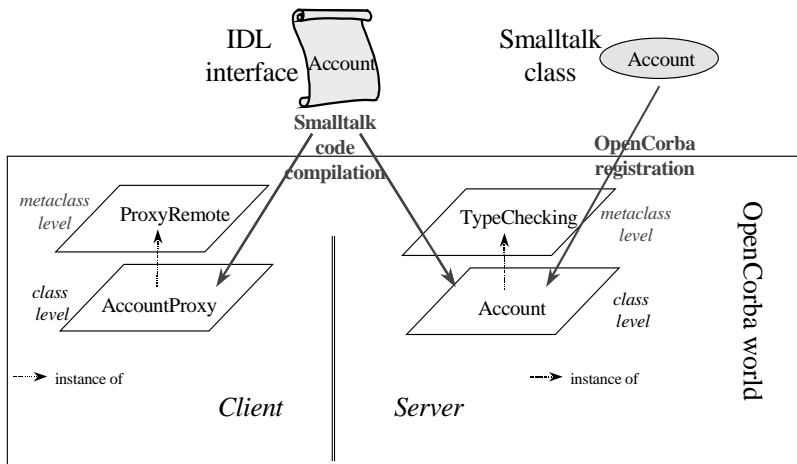 IDL
interface
Account
Smalltalk
class
Account
Smalltalk
code
compilation
OpenCorba
registration
metaclass
level
ProxyRemote
TypeChecking
metaclass
level
class
level
AccountProxy
Account
class
level
instance of
instance of
Client
Server
OpenCorba world